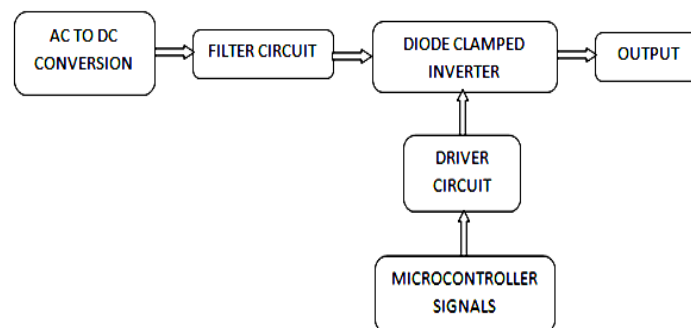 AC TO DC
CONVERSION
FILTER CIRCUIT
DIODE CLAMPED
INVERTER
OUTPUT
DRIVER
CIRCUIT
MICROCONTROLLER
SIGNALS